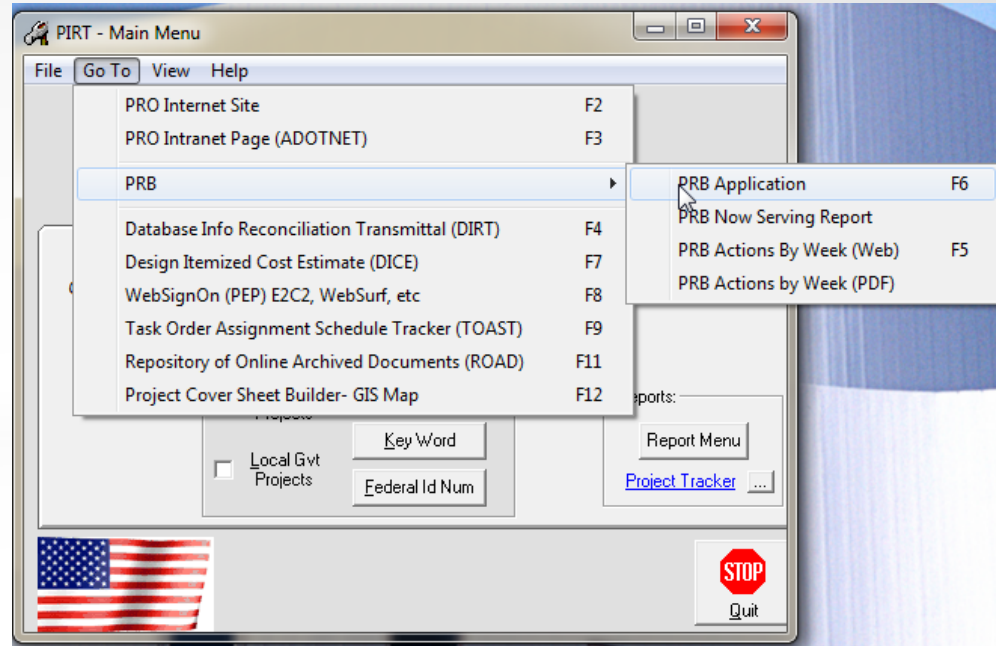 PIRT - Main Menu
File Go To View Help
PRO Internet Site F2
PRO Intranet Page (ADOTNET) F3
PRB
PRB Application F6
PRB Now Serving Report
PRB Actions By Week (Web) F5
PRB Actions by Week (PDF)
Database Info Reconciliation Transmittal (DIRT) F4
Design Itemized Cost Estimate (DICE) F7
WebSignOn (PEP) E2C2, WebSurf, etc F8
Task Order Assignment Schedule Tracker (TOAST) F9
Repository of Online Archived Documents (ROAD) F11
Project Cover Sheet Builder- GIS Map F12
Key Word
Local Gvt
Projects
Federal Id Num
Report Menu
Project Tracker ...
STOP
Quit